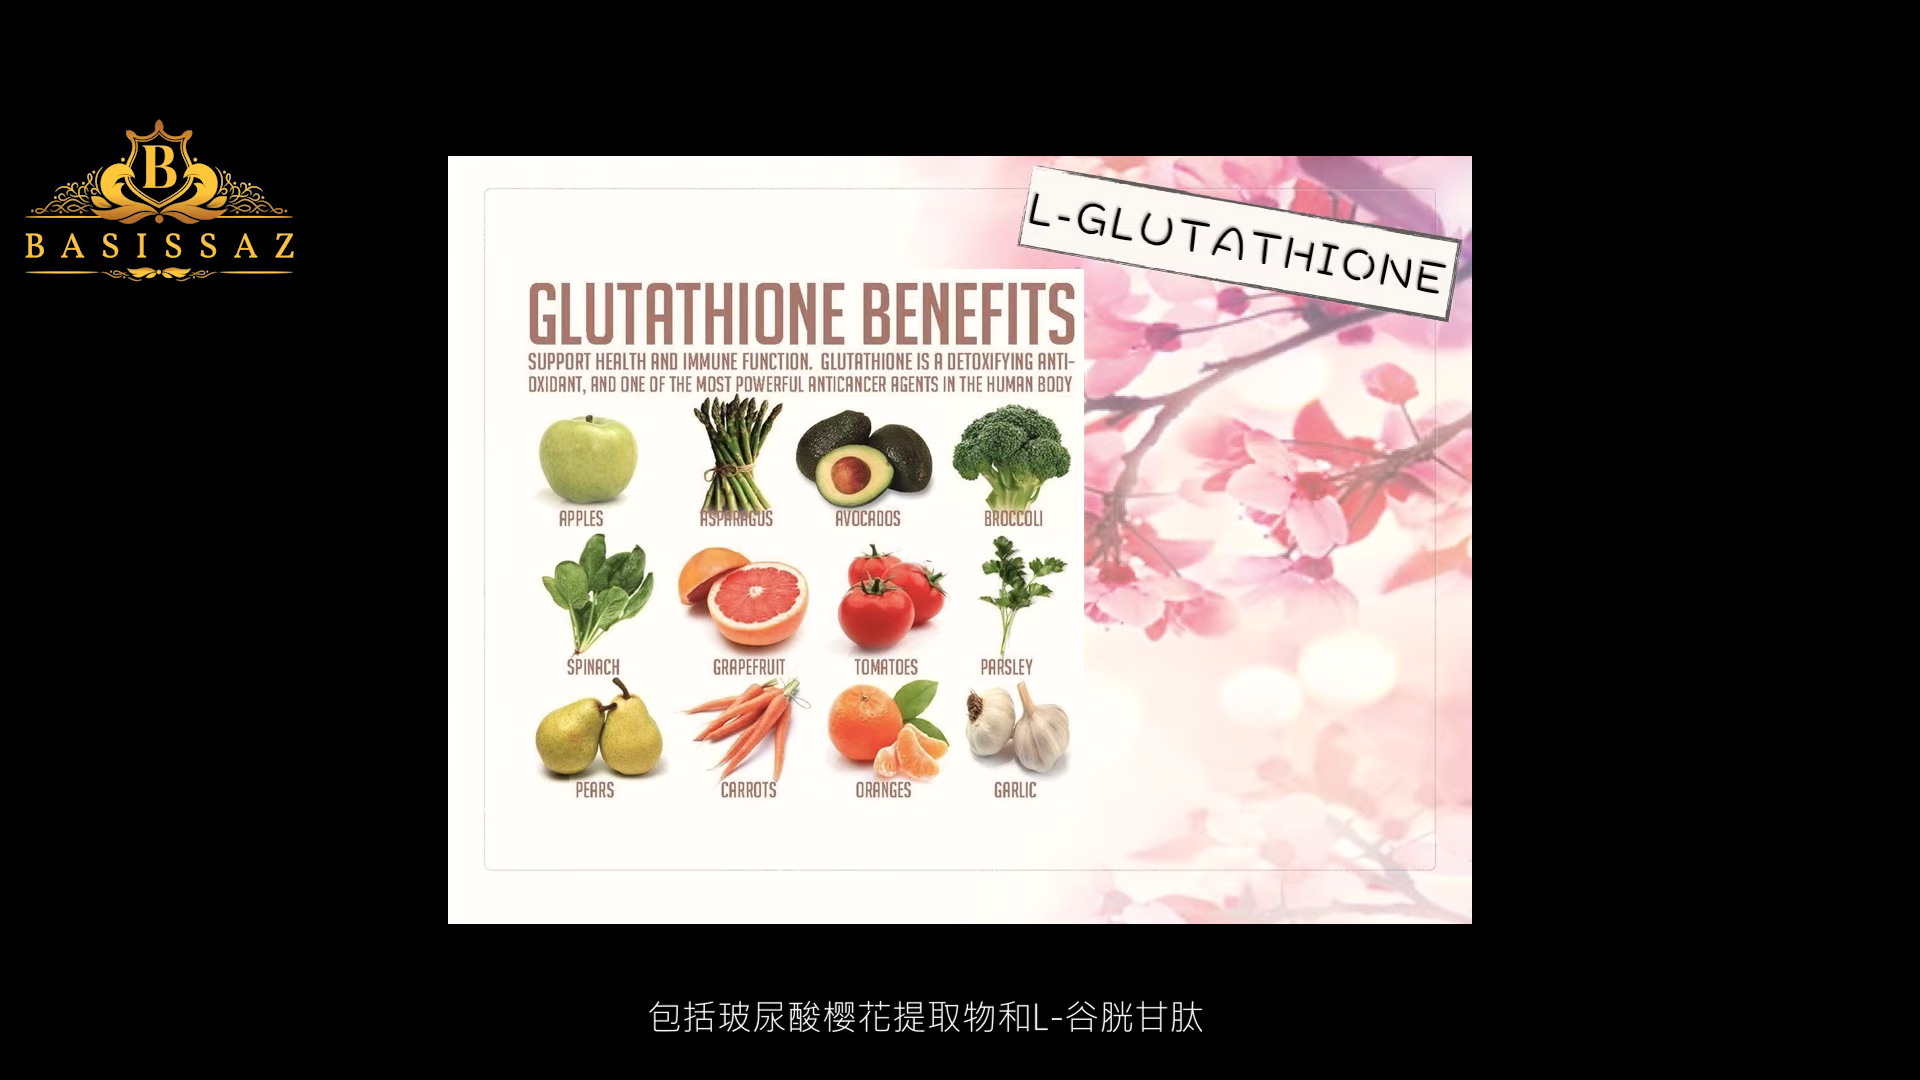 B
BASISSAZ
L-GLUTATHIONE
GLUTATHIONE BENEFITS
SUPPORT HEALTH AND IMMUNE FUNCTION. GLUTATHIONE IS A DETOXIFYING ANTI-
OXIDANT, AND ONE OF THE MOST POWERFUL ANTICANCER AGENTS IN THE HUMAN BODY
APPLES ASPARAGUS AVOCADOS BROCCOLI
SPINACH GRAPEFRUIT TOMATOES PARSLEY
PEARS CARROTS ORANGES GARLIC
包括玻尿酸樱花提取物和L-谷胱甘肽